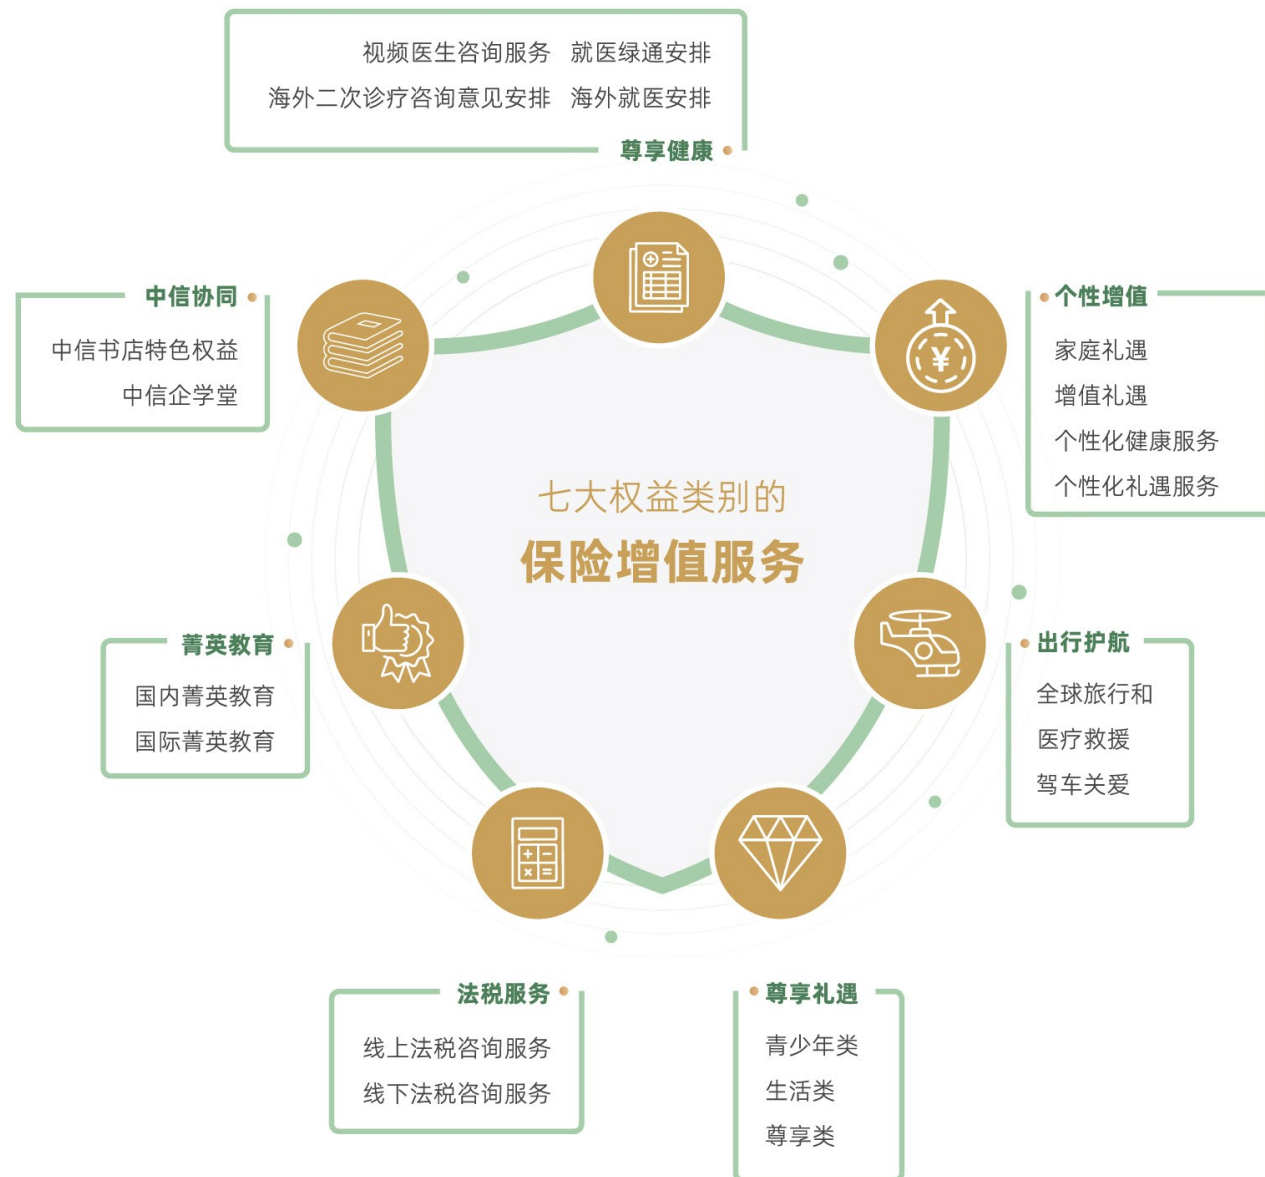 视频医生咨询服务 就医绿通安排
海外二次诊疗咨询意见安排 海外就医安排
尊享健康
中信协同
中信书店特色权益
中信企学堂
个性增值
家庭礼遇
增值礼遇
个性化健康服务
个性化礼遇服务
¥
七大权益类别的
保险增值服务
菁英教育
国内菁英教育
国际菁英教育
出行护航
全球旅行和
医疗救援
驾车关爱
法税服务
线上法税咨询服务
线下法税咨询服务
尊享礼遇
青少年类
生活类
尊享类